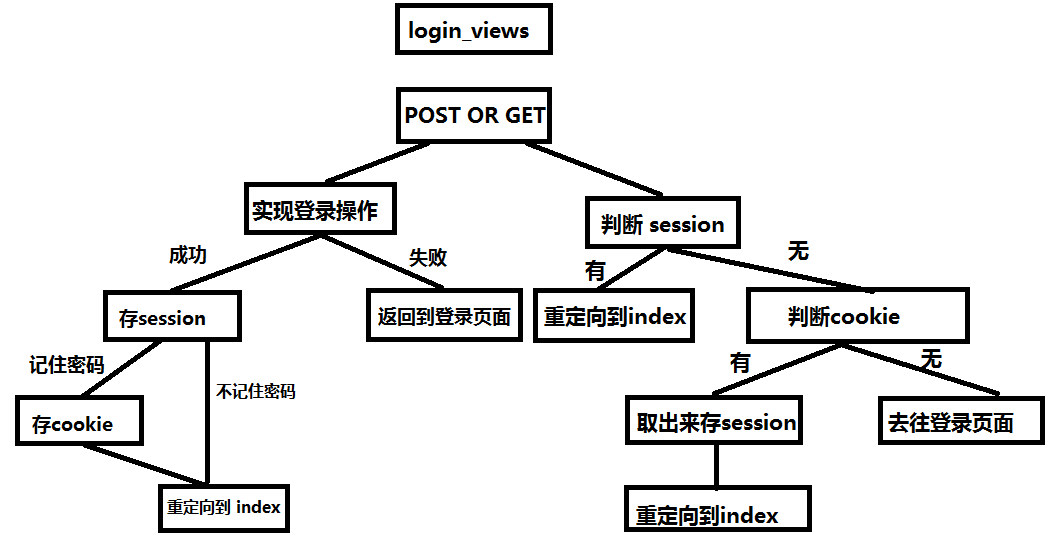 login_views
POST OR GET
实现登录操作
判断 session
成功
失败
有
无
存session
返回到登录页面
重定向到index
判断cookie
记住密码
不记住密码
有
无
存cookie
取出来存session
去往登录页面
重定向到 index
重定向到index